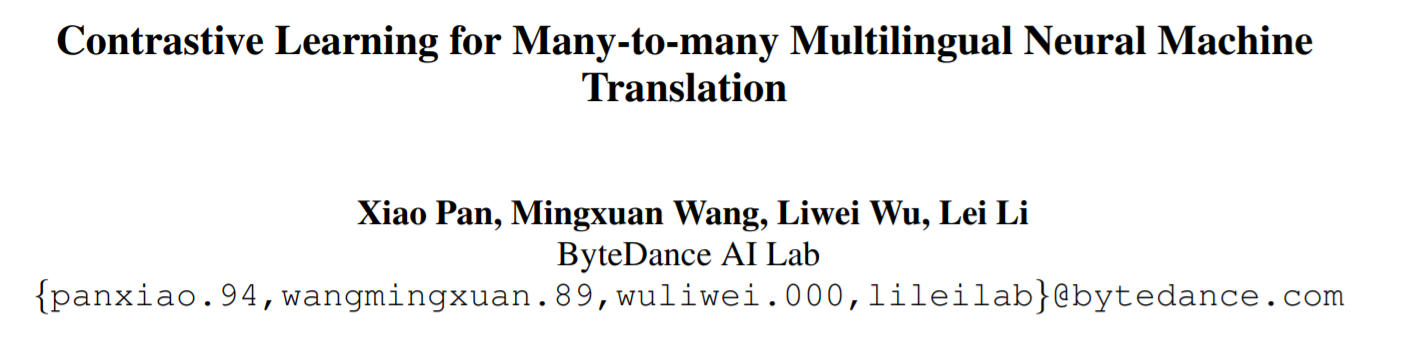 Contrastive Learning for Many-to-many Multilingual Neural Machine
Translation
Xiao Pan, Mingxuan Wang, Liwei Wu, Lei Li
ByteDance AI Lab
{panxiao.94,wangmingxuan.89,wuliwei.000,lileilab}@bytedance.com